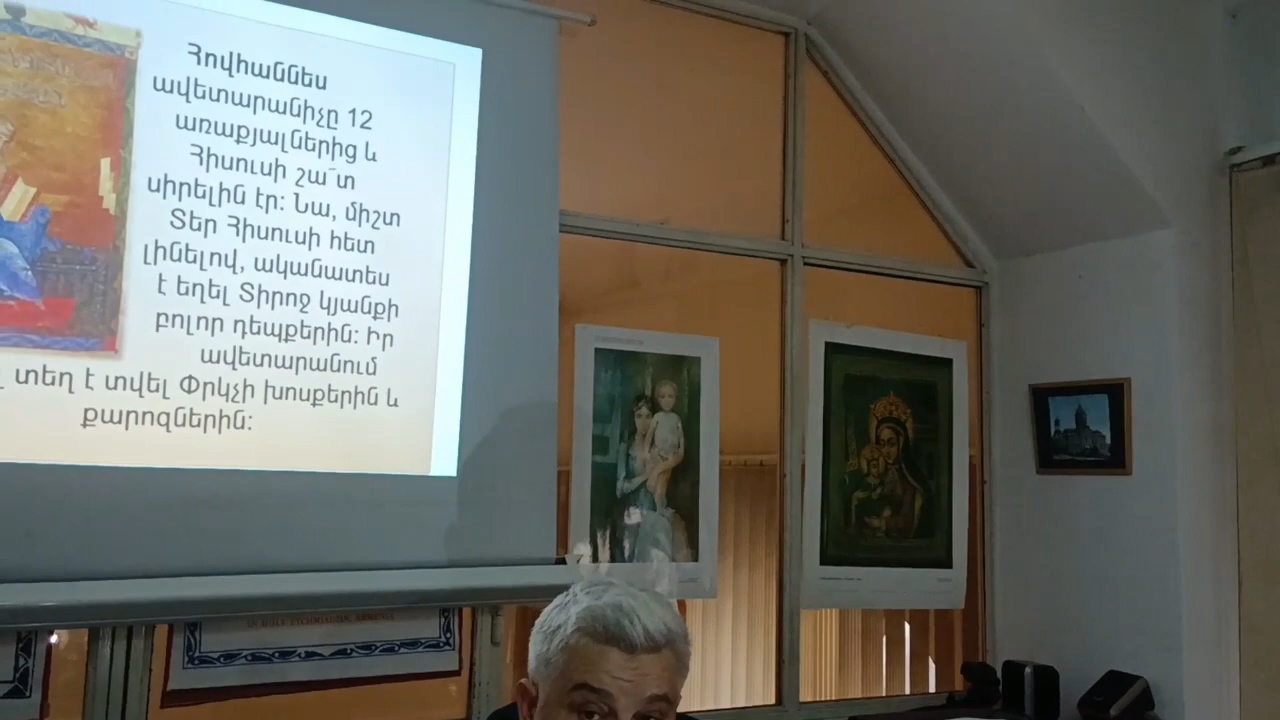 Հովհաննես
ավետարանիչը 12
առաքյալներից և
Հիսուսի շա՜տ
սիրելին էր: Նա, միշտ
Տեր Հիսուսի հետ
լինելով, ականատես
է եղել Տիրոջ կյանքի
բոլոր դեպքերին: Իր
ավետարանում
տեղ է տվել Փրկչի խոսքերին և
քարոզներին: